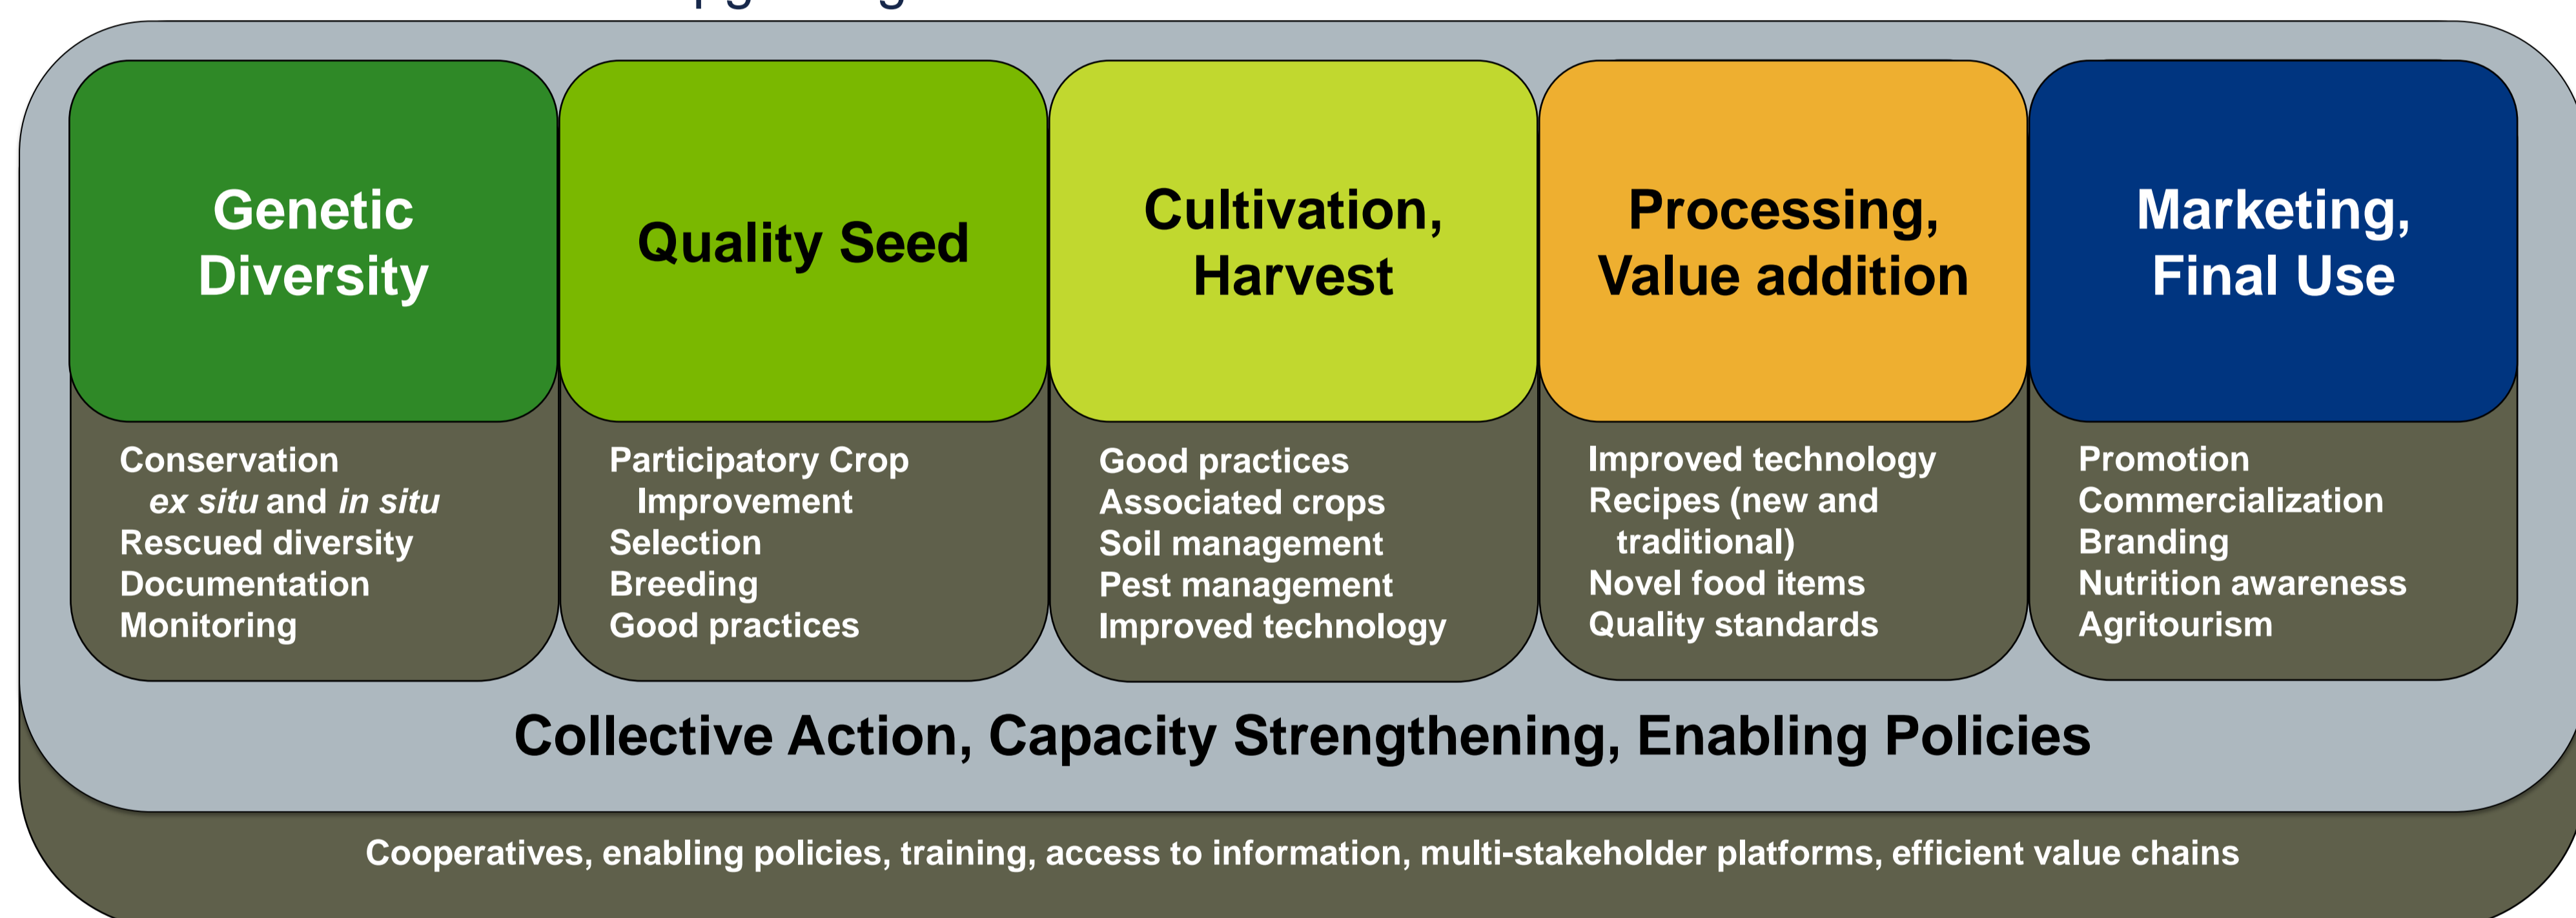 Genetic
Diversity
Conservation
ex situ and in situ
Rescued diversity
Documentation
Monitoring
Quality Seed
Participatory Crop
Improvement
Selection
Breeding
Good practices
Cultivation,
Harvest
Good practices
Associated crops
Soil management
Pest management
Improved technology
Processing,
Value addition
Improved technology
Recipes (new and
traditional)
Novel food items
Quality standards
Marketing,
Final Use
Promotion
Commercialization
Branding
Nutrition awareness
Agritourism
Collective Action, Capacity Strengthening, Enabling Policies
Cooperatives, enabling policies, training, access to information, multi-stakeholder platforms, efficient value chains